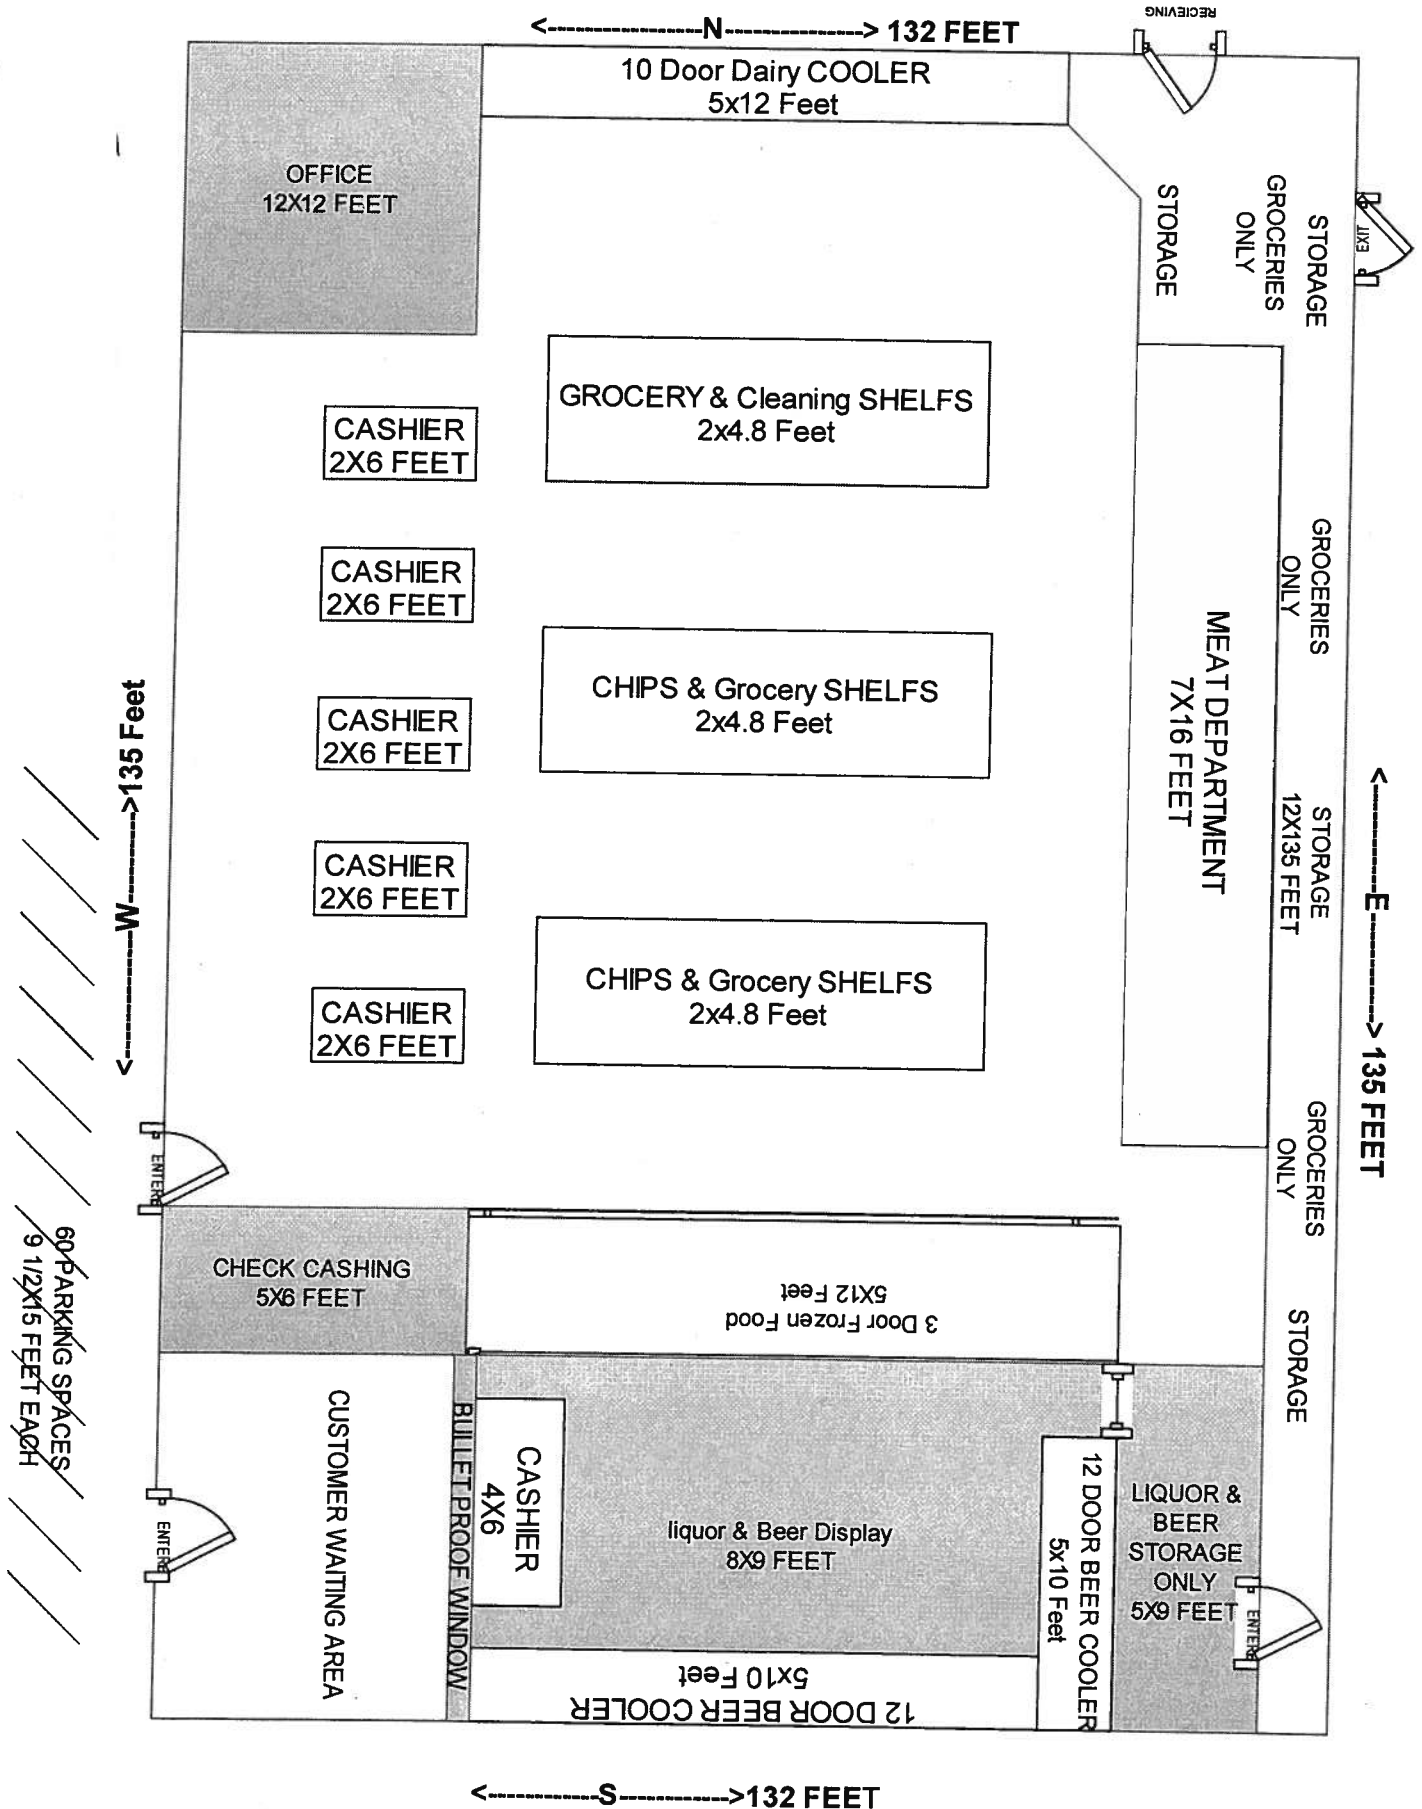 RECIEVING
<-----------------N---------------> 132 FEET
10 Door Dairy COOLER
5x12 Feet
OFFICE
12X12 FEET
STORAGE
GROCERIES
ONLY
STORAGE
EXIT
GROCERY & Cleaning SHELFS
2x4.8 Feet
CASHIER
2X6 FEET
CASHIER
2X6 FEET
CHIPS & Grocery SHELFS
2x4.8 Feet
CASHIER
2X6 FEET
CASHIER
2X6 FEET
CHIPS & Grocery SHELFS
2x4.8 Feet
CASHIER
2X6 FEET
MEAT DEPARTMENT
7X16 FEET
GROCERIES
ONLY
STORAGE
12X135 FEET
GROCERIES
ONLY
STORAGE
<--------------W----------->135 Feet
<--------------E--------------> 135 FEET
ENTER
60 PARKING SPACES
9 1/2X15 FEET EACH
CHECK CASHING
5X6 FEET
3 Door Frozen Food
5X12 Feet
CUSTOMER WAITING AREA
BULLET PROOF WINDOW
CASHIER
4X6
liquor & Beer Display
8X9 FEET
12 DOOR BEER COOLER
5x10 Feet
LIQUOR &
BEER
STORAGE
ONLY
5X9 FEET
ENTER
ENTER
12 DOOR BEER COOLER
5x10 Feet
<-------------S------------>132 FEET